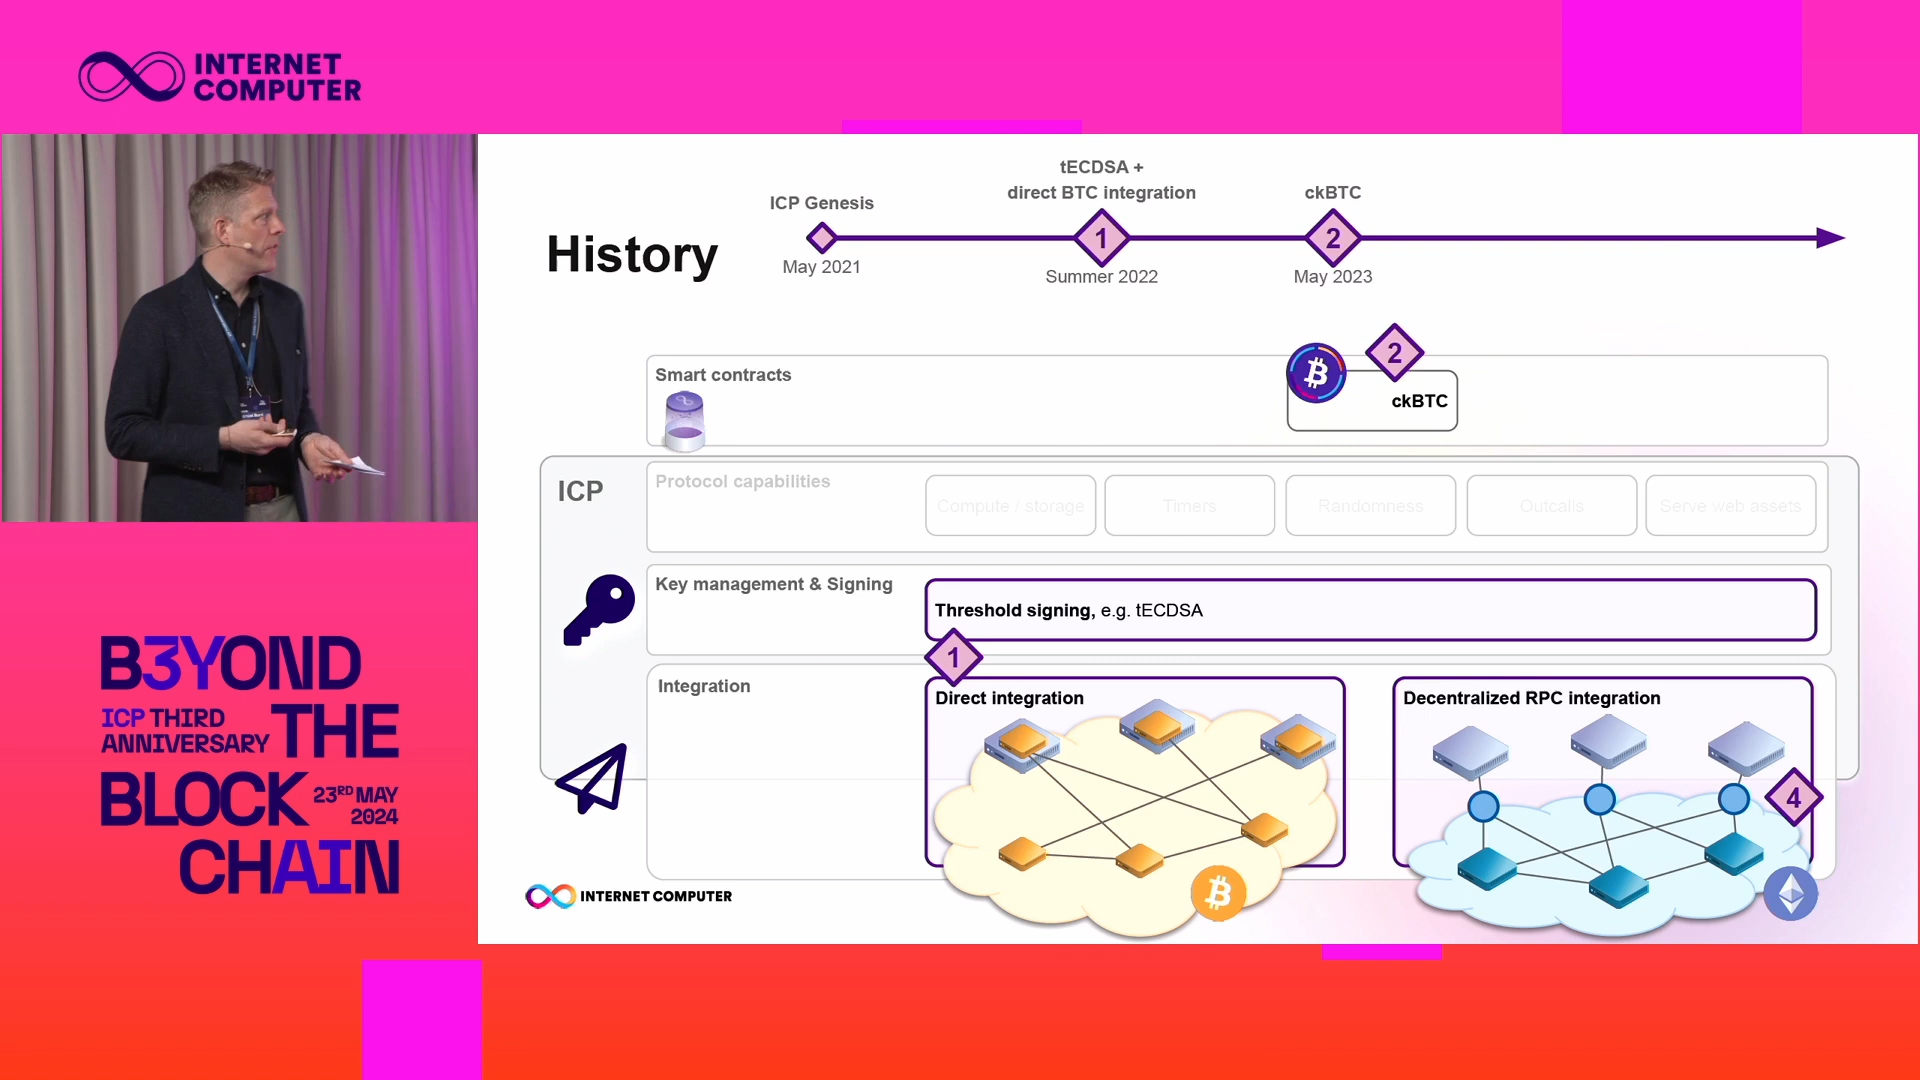 INTERNET
COMPUTER
tECDSA +
direct BTC integration
ICP Genesis
ckBTC
History
1
2
May 2021
Summer 2022
May 2023
2
Smart contracts
ckBTC
ICP
Protocol capabilities
Compute / storage
Timers
Randomness
Outcalls
Serve web assets
Key management & Signing
Threshold signing, e.g. tECDSA
1
Integration
Direct integration
Decentralized RPC integration
4
INTERNET COMPUTER
B3YOND
ICP THIRD
ANNIVERSARY
THE
BLOCK
23RD MAY
2024
CHAIN